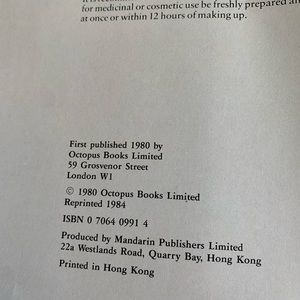 for medicinal or cosmetic use be freshly prepared an
at once or within 12 hours of making up.
First published 1980 by
Octopus Books Limited
59 Grosvenor Street
London W1
© 1980 Octopus Books Limited
Reprinted 1984
ISBN 0 7064 0991 4
Produced by Mandarin Publishers Limited
22a Westlands Road, Quarry Bay, Hong Kong
Printed in Hong Kong